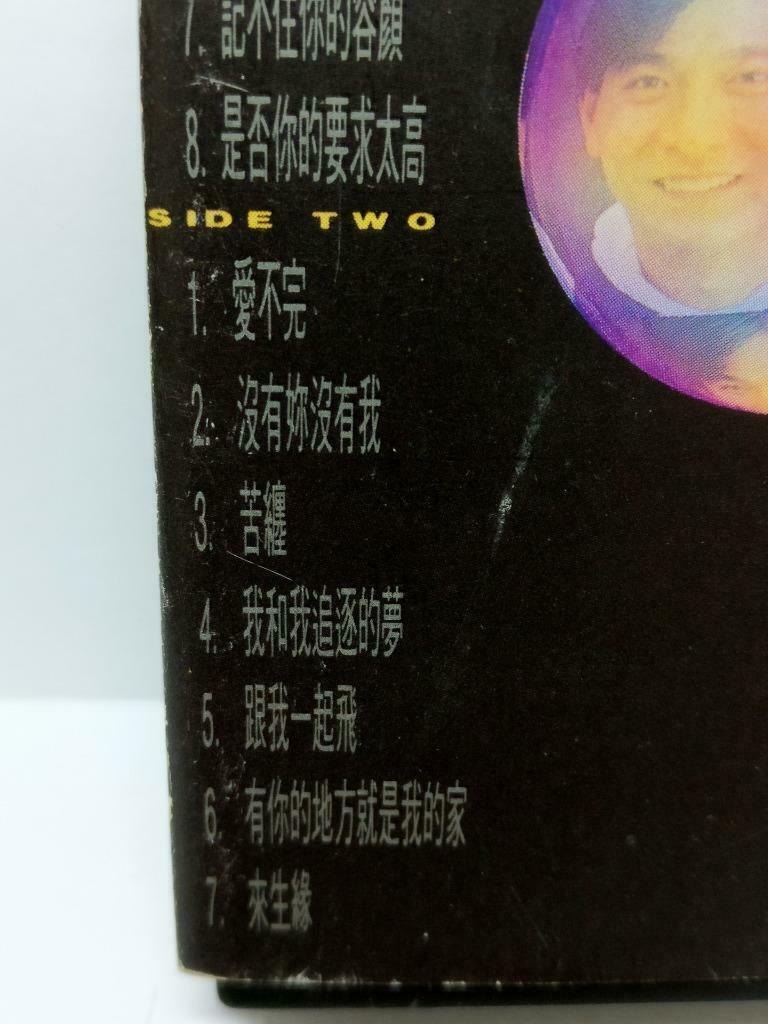 7. 記不住你的容顏
8. 是否你的要求太高
SIDE TWO
1. 愛不完
2. 沒有妳沒有我
3. 苦纏
4. 我和我追逐的夢
5. 跟我一起飛
6. 有你的地方就是我的家
7. 來生緣